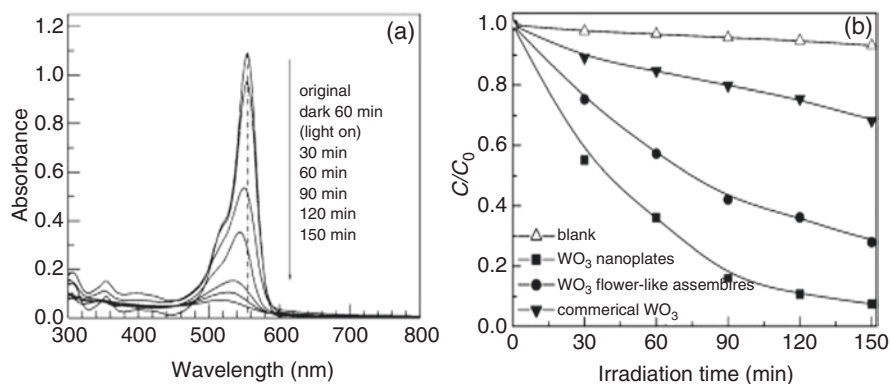 (a)
1.2
1.0
0.8
0.6
0.4
0.2
0.0
Absorbance
original
dark 60 min
(light on)
30 min
60 min
90 min
120 min
150 min
300 400 500 600 700 800
Wavelength (nm)
(b)
1.0
0.8
0.6
0.4
0.2
0.0
C/C0
blank
WO3 nanoplates
WO3 flower-like assembires
commerical WO3
0 30 60 90 120 150
Irradiation time (min)